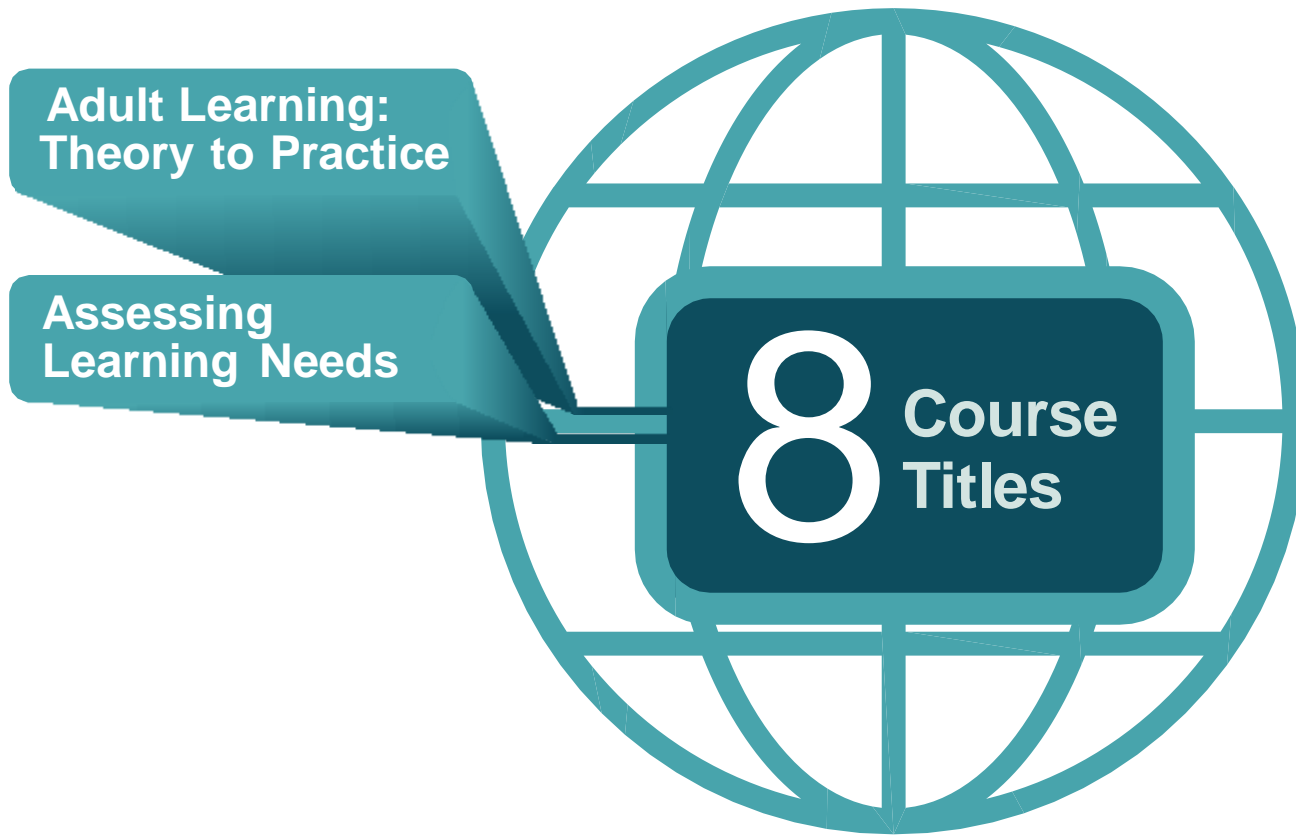 Adult Learning:
Theory to Practice
Assessing
Learning Needs
8
Course
Titles